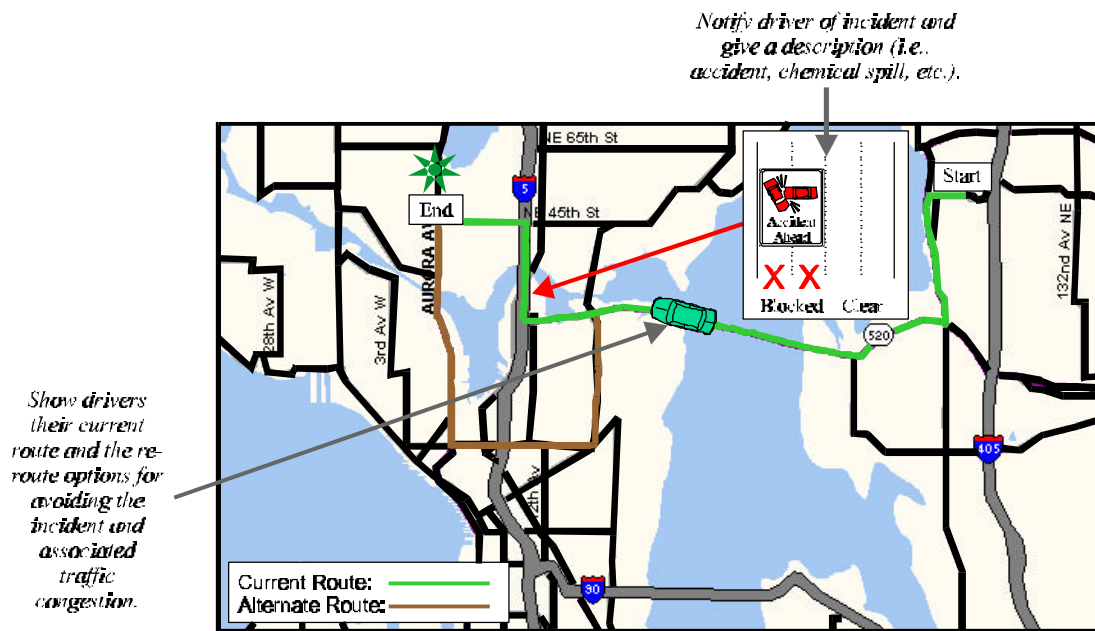 Notify driver of incident and
give a description (i.e.,
accident, chemical spill, etc.).
NE 65th St
5
Start
End
NE 45th St
Accident
Ahead
X X
Blocked Clear
AURORA AV
132nd Av NE
28th Av W
3rd Av W
520
Show drivers
their current
route and the re-
route options for
avoiding the
incident and
associated
traffic
congestion.
405
12th Av
90
Current Route:
Alternate Route: